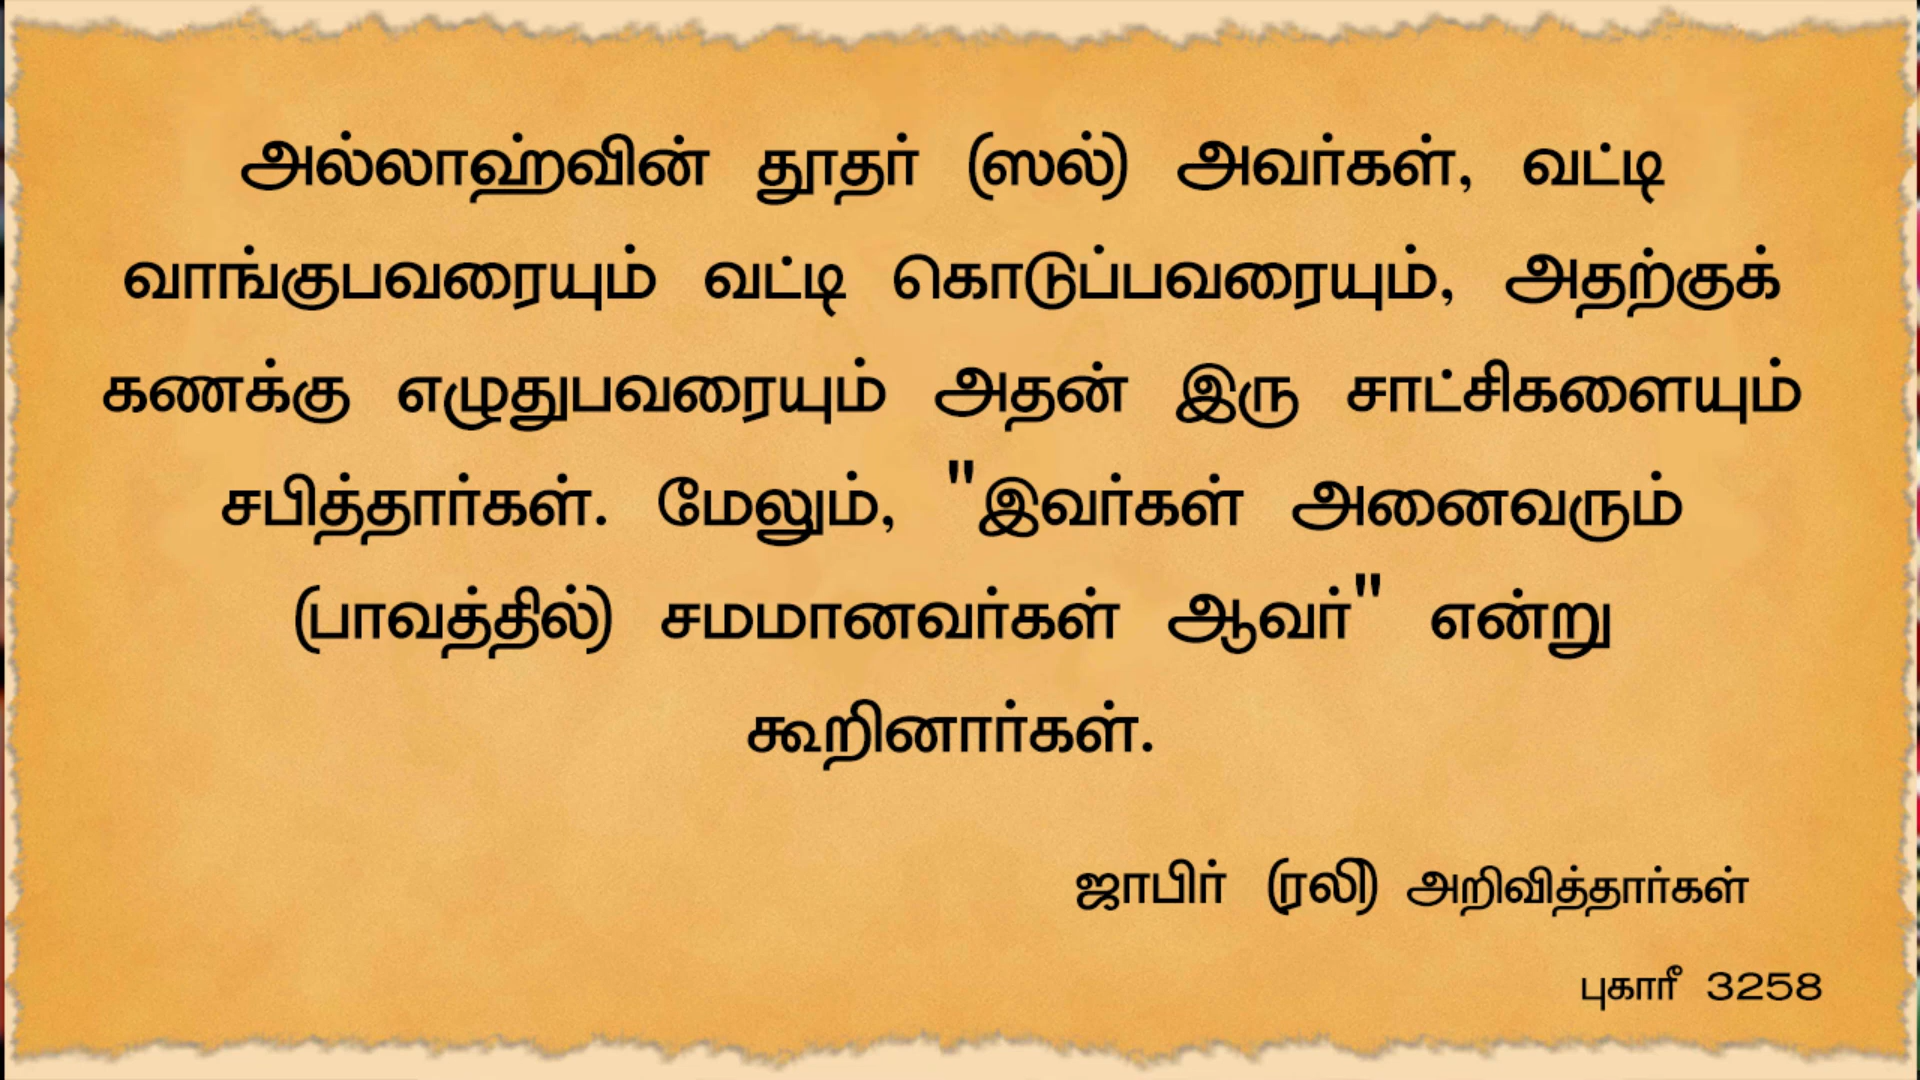 அல்லாஹ்வின் தூதர் (ஸல்) அவர்கள், வட்டி
வாங்குபவரையும் வட்டி கொடுப்பவரையும், அதற்குக்
கணக்கு எழுதுபவரையும் அதன் இரு சாட்சிகளையும்
சபித்தார்கள். மேலும், "இவர்கள் அனைவரும்
(பாவத்தில்) சமமானவர்கள் ஆவர்" என்று
கூறினார்கள்.
ஜாபிர் (ரலி) அறிவித்தார்கள்
புகாரீ 3258